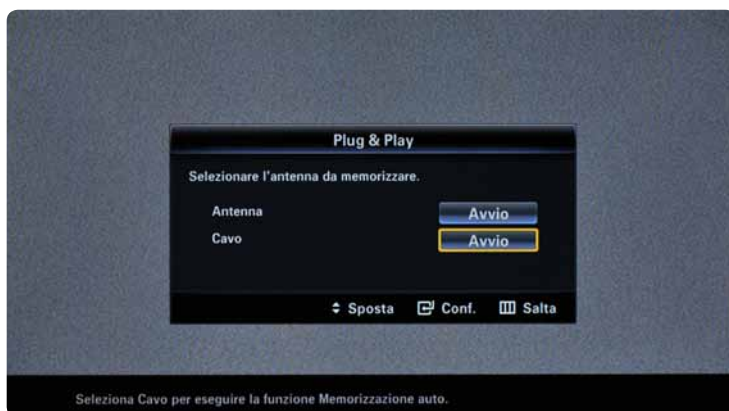 Plug & Play
Selezionare l'antenna da memorizzare.
Antenna Avvio
Cavo Avvio
Sposta Conf. Salta
Seleziona Cavo per eseguire la funzione Memorizzazione auto.